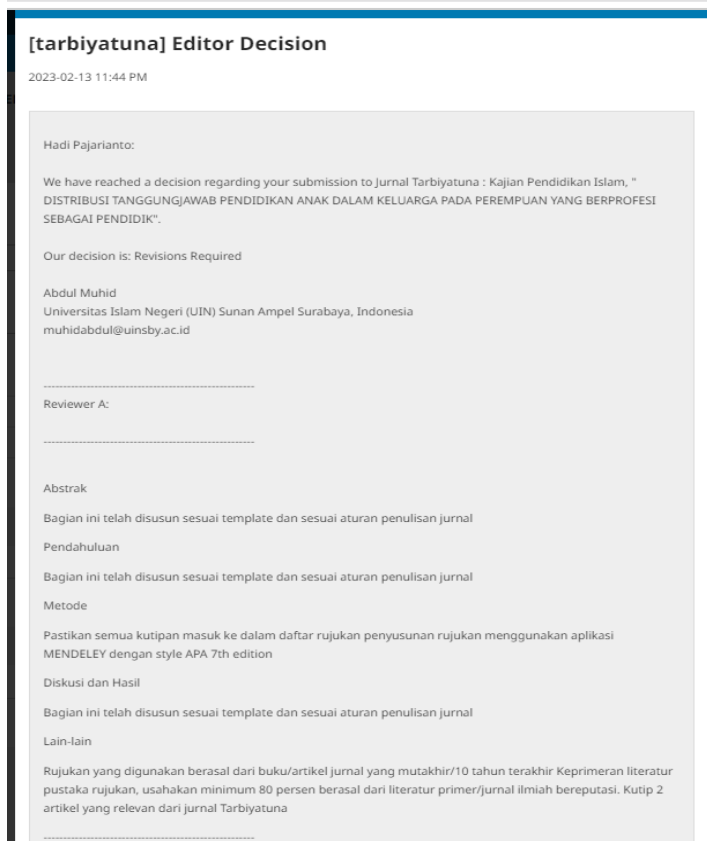 [tarbiyatuna] Editor Decision
2023-02-13 11:44 PM
Hadi Pajarianto:
We have reached a decision regarding your submission to Jurnal Tarbiyatuna : Kajian Pendidikan Islam, "
DISTRIBUSI TANGGUNGJAWAB PENDIDIKAN ANAK DALAM KELUARGA PADA PEREMPUAN YANG BERPROFESI
SEBAGAI PENDIDIK".
Our decision is: Revisions Required
Abdul Muhid
Universitas Islam Negeri (UIN) Sunan Ampel Surabaya, Indonesia
muhidabdul@uinsby.ac.id
------------------------------------------------------
Reviewer A:
------------------------------------------------------
Abstrak
Bagian ini telah disusun sesuai template dan sesuai aturan penulisan jurnal
Pendahuluan
Bagian ini telah disusun sesuai template dan sesuai aturan penulisan jurnal
Metode
Pastikan semua kutipan masuk ke dalam daftar rujukan penyusunan rujukan menggunakan aplikasi
MENDELEY dengan style APA 7th edition
Diskusi dan Hasil
Bagian ini telah disusun sesuai template dan sesuai aturan penulisan jurnal
Lain-lain
Rujukan yang digunakan berasal dari buku/artikel jurnal yang mutakhir/10 tahun terakhir Keprimeran literatur
pustaka rujukan, usahakan minimum 80 persen berasal dari literatur primer/jurnal ilmiah bereputasi. Kutip 2
artikel yang relevan dari jurnal Tarbiyatuna
------------------------------------------------------